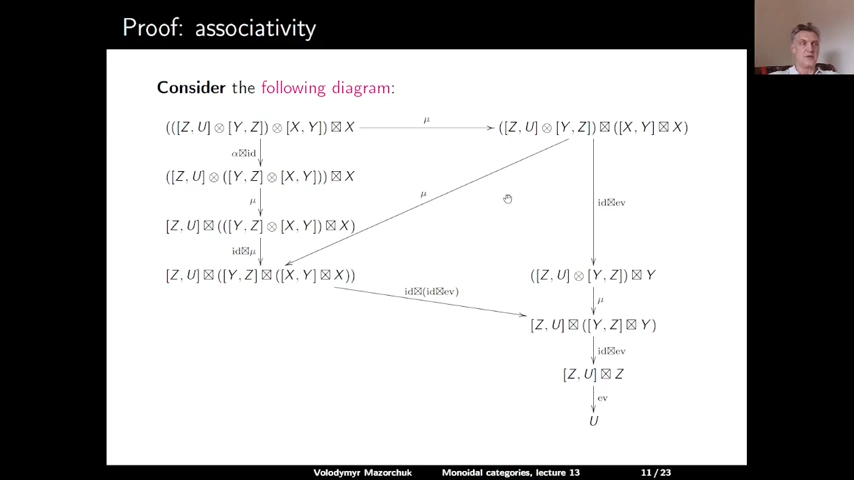 Proof: associativity
Consider the following diagram:
((([Z, U] ⊗ [Y, Z]) ⊗ [X, Y]) ⊠ X
μ
([Z, U] ⊗ [Y, Z]) ⊠ ([X, Y] ⊠ X)
α⊠id
([Z, U] ⊗ ([Y, Z] ⊗ [X, Y])) ⊠ X
μ
μ
id⊠ev
[Z, U] ⊠ (([Y, Z] ⊗ [X, Y]) ⊠ X)
id⊠μ
[Z, U] ⊠ ([Y, Z] ⊠ ([X, Y] ⊠ X))
([Z, U] ⊗ [Y, Z]) ⊠ Y
id⊠(id⊠ev)
μ
[Z, U] ⊠ ([Y, Z] ⊠ Y)
id⊠ev
[Z, U] ⊠ Z
ev
U
Volodymyr Mazorchuk Monoidal categories, lecture 13 11 / 23